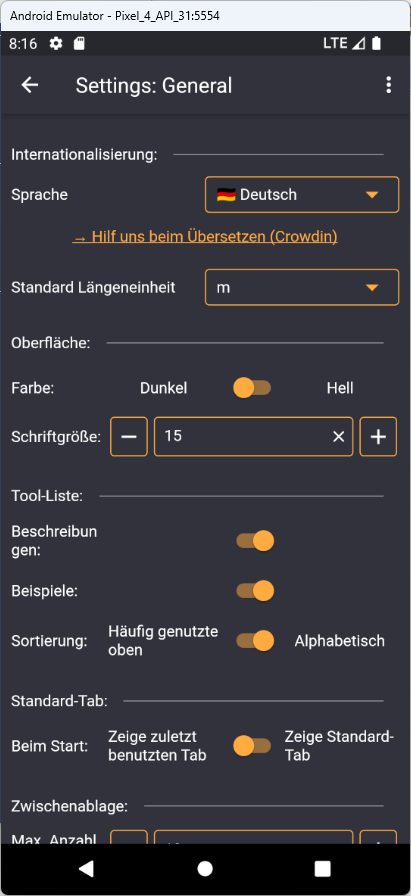 Android Emulator - Pixel_4_API_31:5554
8:16 LTE
Settings: General
Internationalisierung:
Sprache Deutsch
→ Hilf uns beim Übersetzen (Crowdin)
Standard Längeneinheit m
Oberfläche:
Farbe: Dunkel Hell
Schriftgröße: 15
Tool-Liste:
Beschreibun
gen:
Beispiele:
Sortierung: Häufig genutzte
oben Alphabetisch
Standard-Tab:
Beim Start: Zeige zuletzt
benutzten Tab Zeige Standard-
Tab
Zwischenablage:
Max. Anzahl